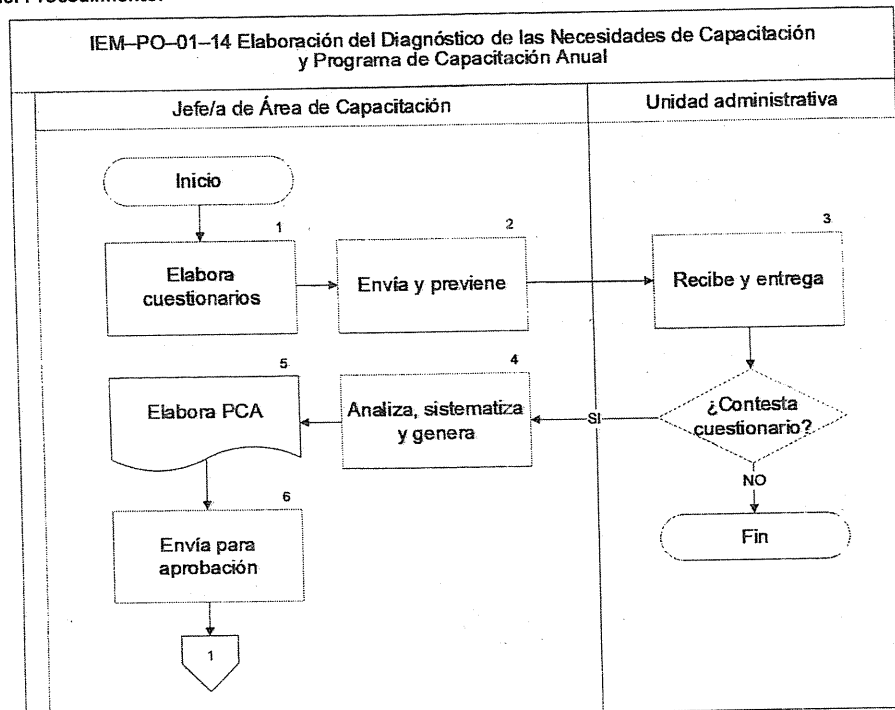 IEM–PO–01–14 Elaboración del Diagnóstico de las Necesidades de Capacitación
y Programa de Capacitación Anual
Jefe/a de Área de Capacitación
Unidad administrativa
Inicio
1
Elabora
cuestionarios
2
Envía y previene
3
Recibe y entrega
¿Contesta
cuestionario?
SI
NO
Fin
4
Analiza, sistematiza
y genera
5
Elabora PCA
6
Envía para
aprobación
1